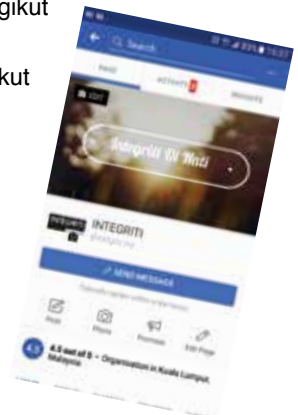 gikut
kut
Search
PAGE
ACTIVITY
INSIGHTS
EDIT
Integriti Di Hati
INTEGRITI
INTEGRITI
SEND MESSAGE
Post
Photo
Promote
Edit Page
4.5
4.5 out of 5 • Organisation in Kuala Lumpur,
Malaysia